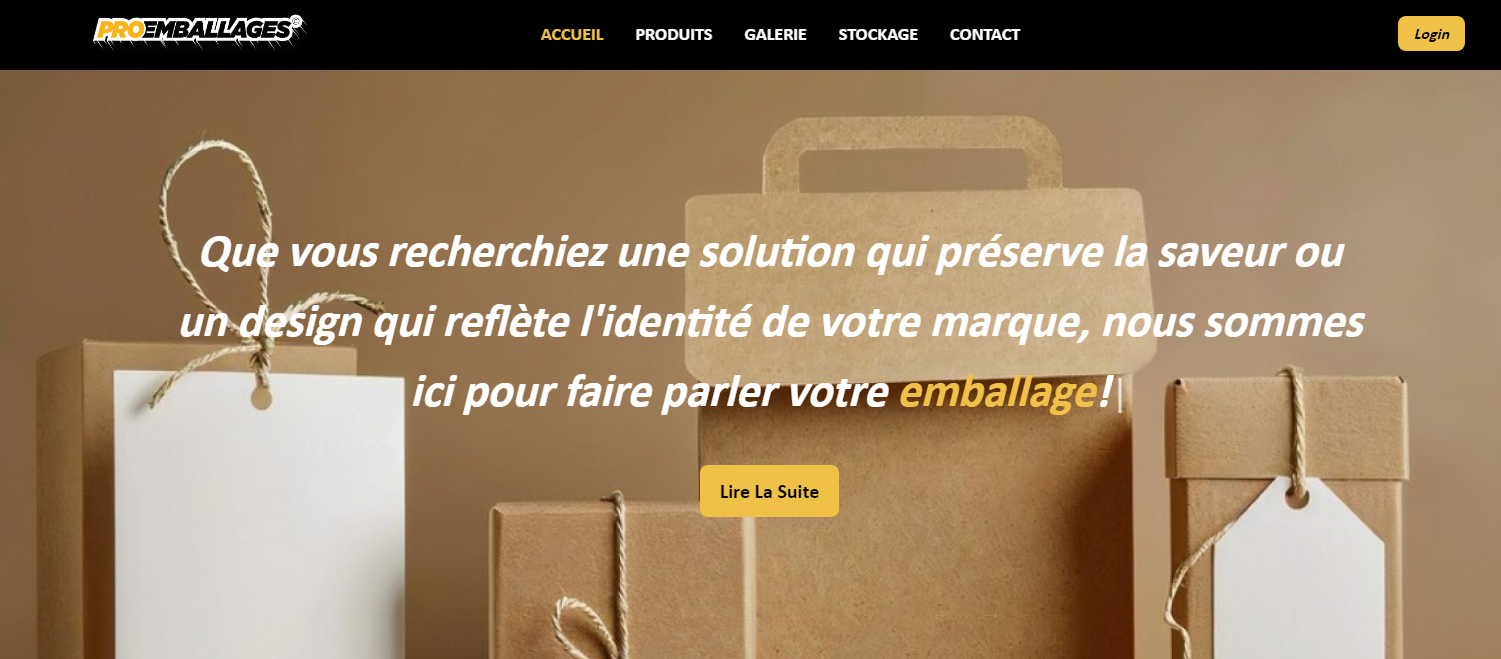 PROEMBALLAGES©
ACCUEIL PRODUITS GALERIE STOCKAGE CONTACT
Login
Que vous recherchiez une solution qui préserve la saveur ou
un design qui reflète l'identité de votre marque, nous sommes
ici pour faire parler votre emballage!|
Lire La Suite